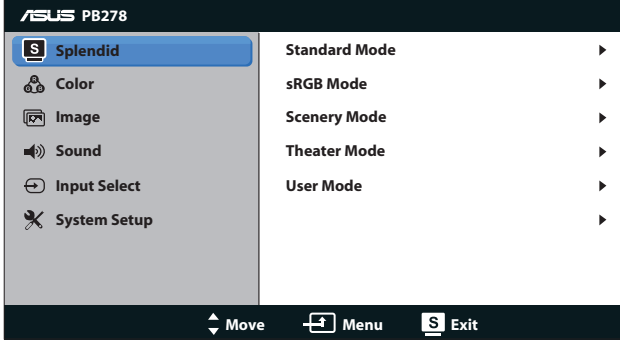 ASUS PB278
S Splendid
Color
Image
Sound
Input Select
System Setup
Standard Mode
sRGB Mode
Scenery Mode
Theater Mode
User Mode
Move Menu S Exit